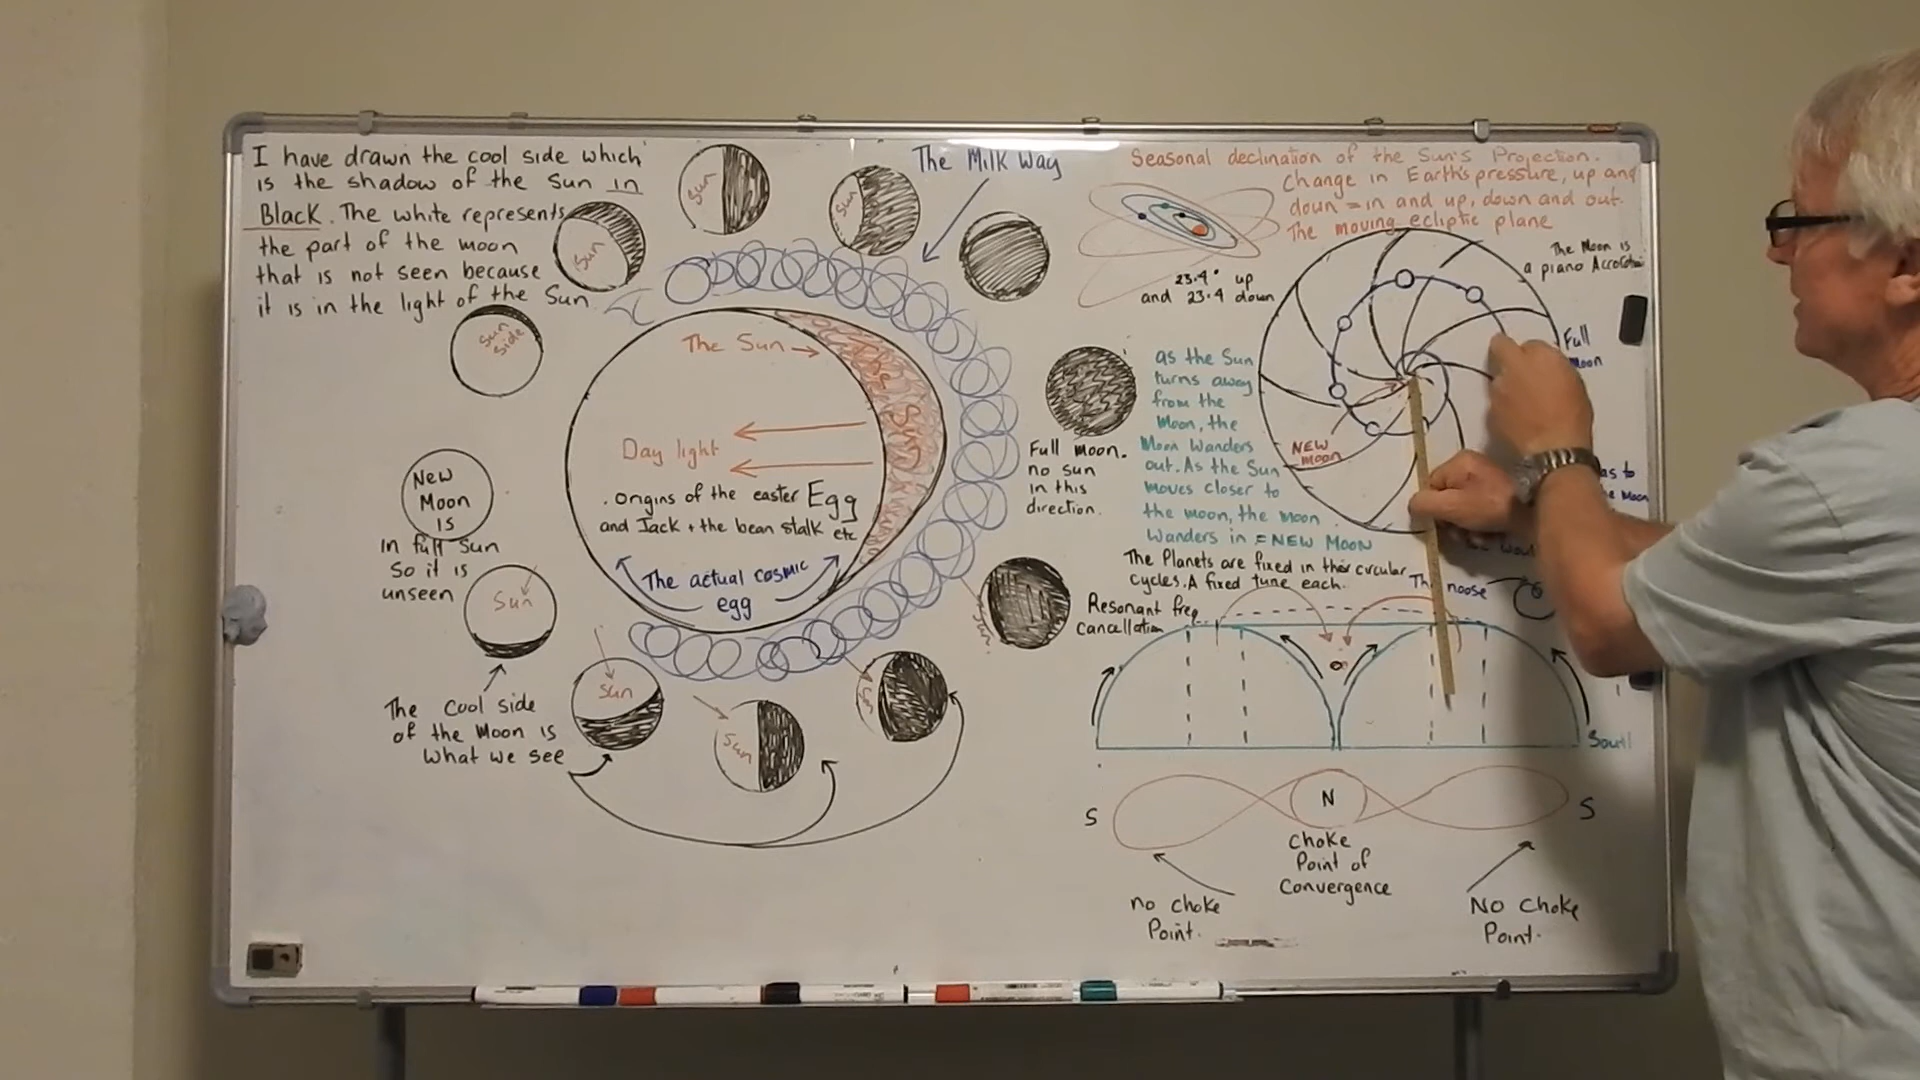 I have drawn the cool side which
is the shadow of the Sun in
Black. The white represents
the part of the moon
that is not seen because
it is in the light of the Sun
Sun
Sun
Sun
Sun
Side
New
Moon
is
In full Sun
So it is
unseen
Sun
The Cool side
of the Moon is
What we see
Sun
Sun
Sun
Sun
The Milk Way
The Sun
The
Sun
Day light
. Origins of the easter Egg
and Jack + the bean stalk etc
The actual cosmic
egg
Full moon.
no sun
in this
direction.
Seasonal declination of the Sun's Projection.
Change in Earth's pressure, up and
down = in and up, down and out.
The moving ecliptic plane
23.4° up
and 23.4 down
The Moon is
a piano
Full
Moon
NEW
moon
as to
Moon
as the Sun
turns away
from the
Moon, the
Moon Wanders
out. As the Sun
Moves closer to
the moon, the moon
Wanders in = NEW MOON
The Planets are fixed in their circular
cycles. A fixed tune each.
noose
Resonant freq
Cancellation
South
S
N
S
Choke
Point of
Convergence
no choke
Point.
No Choke
Point.